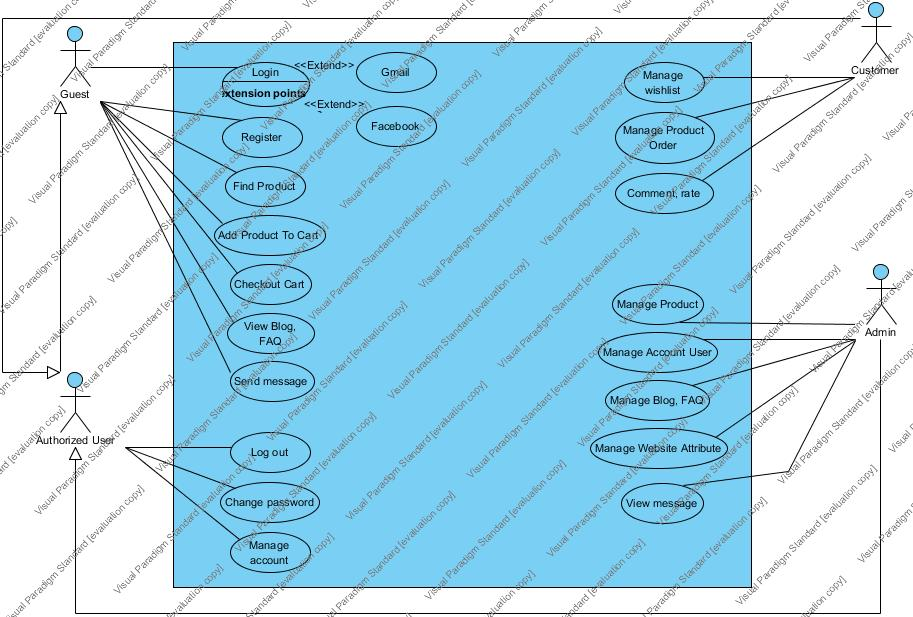 Guest
Login
xtension points
<<Extend>>
Gmail
<<Extend>>
Facebook
Register
Find Product
Add Product To Cart
Checkout Cart
View Blog,
FAQ
Send message
Authorized User
Log out
Change password
Manage
account
Customer
Manage
wishlist
Manage Product
Order
Comment, rate
Admin
Manage Product
Manage Account User
Manage Blog, FAQ
Manage Website Attribute
View message
Visual Paradigm Standard [evaluation copy]